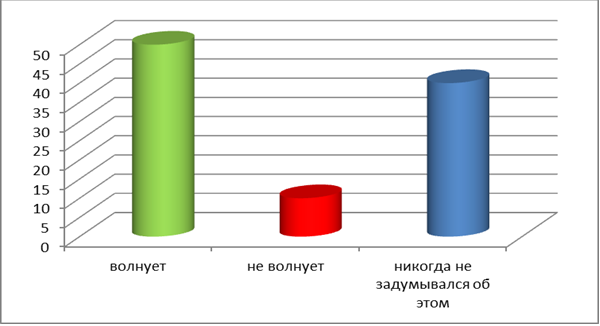 50
45
40
35
30
25
20
15
10
5
0
волнует
не волнует
никогда не
задумывался об
этом